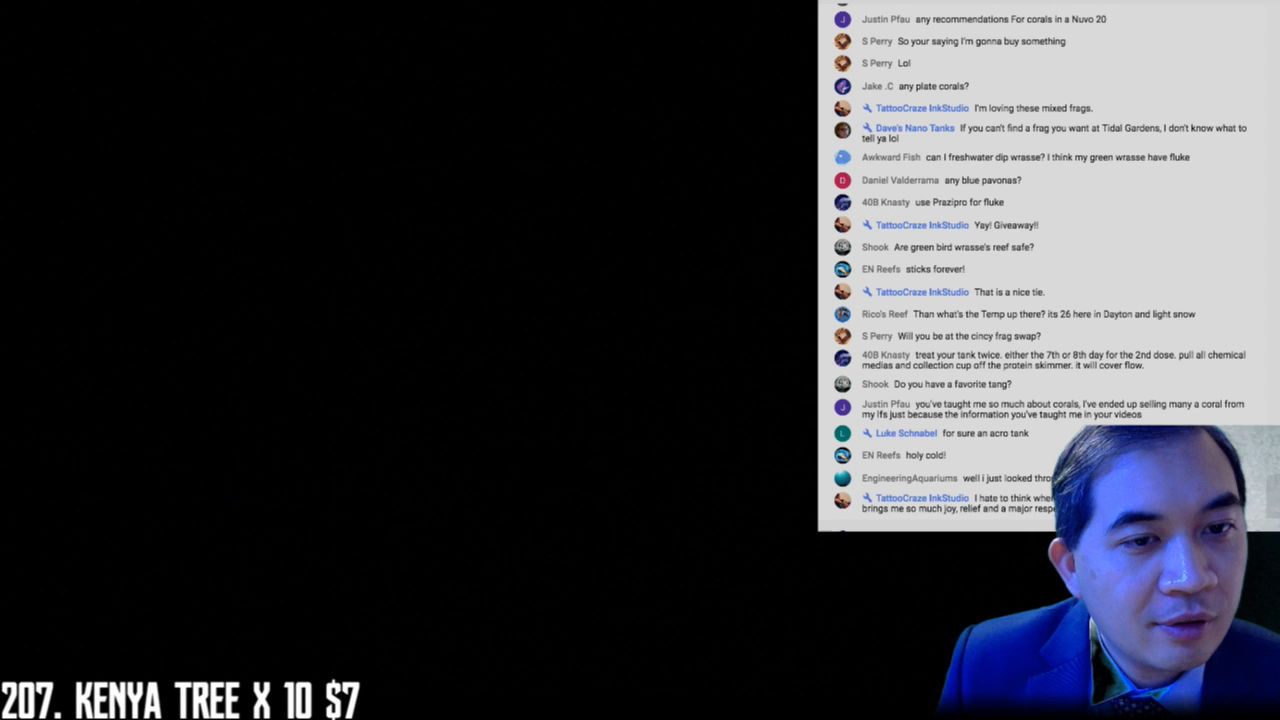 J Justin Pfau any recommendations For corals in a Nuvo 20
S Perry So your saying I'm gonna buy something
S Perry Lol
Jake .C any plate corals?
TattooCraze InkStudio I'm loving these mixed frags.
Dave's Nano Tanks If you can't find a frag you want at Tidal Gardens, I don't know what to
tell ya lol
Awkward Fish can I freshwater dip wrasse? I think my green wrasse have fluke
D Daniel Valderrama any blue pavonas?
40B Knasty use Prazipro for fluke
TattooCraze InkStudio Yay! Giveaway!!
Shook Are green bird wrasse's reef safe?
EN Reefs sticks forever!
TattooCraze InkStudio That is a nice tie.
Rico's Reef Than what's the Temp up there? its 26 here in Dayton and light snow
S Perry Will you be at the cincy frag swap?
40B Knasty treat your tank twice. either the 7th or 8th day for the 2nd dose. pull all chemical
medias and collection cup off the protein skimmer. it will cover flow.
Shook Do you have a favorite tang?
J Justin Pfau you've taught me so much about corals, I've ended up selling many a coral from
my lfs just because the information you've taught me in your videos
L Luke Schnabel for sure an acro tank
EN Reefs holy cold!
EngineeringAquariums well i just looked thro
TattooCraze InkStudio I hate to think wher
brings me so much joy, relief and a major resp
207. KENYA TREE X 10 $7